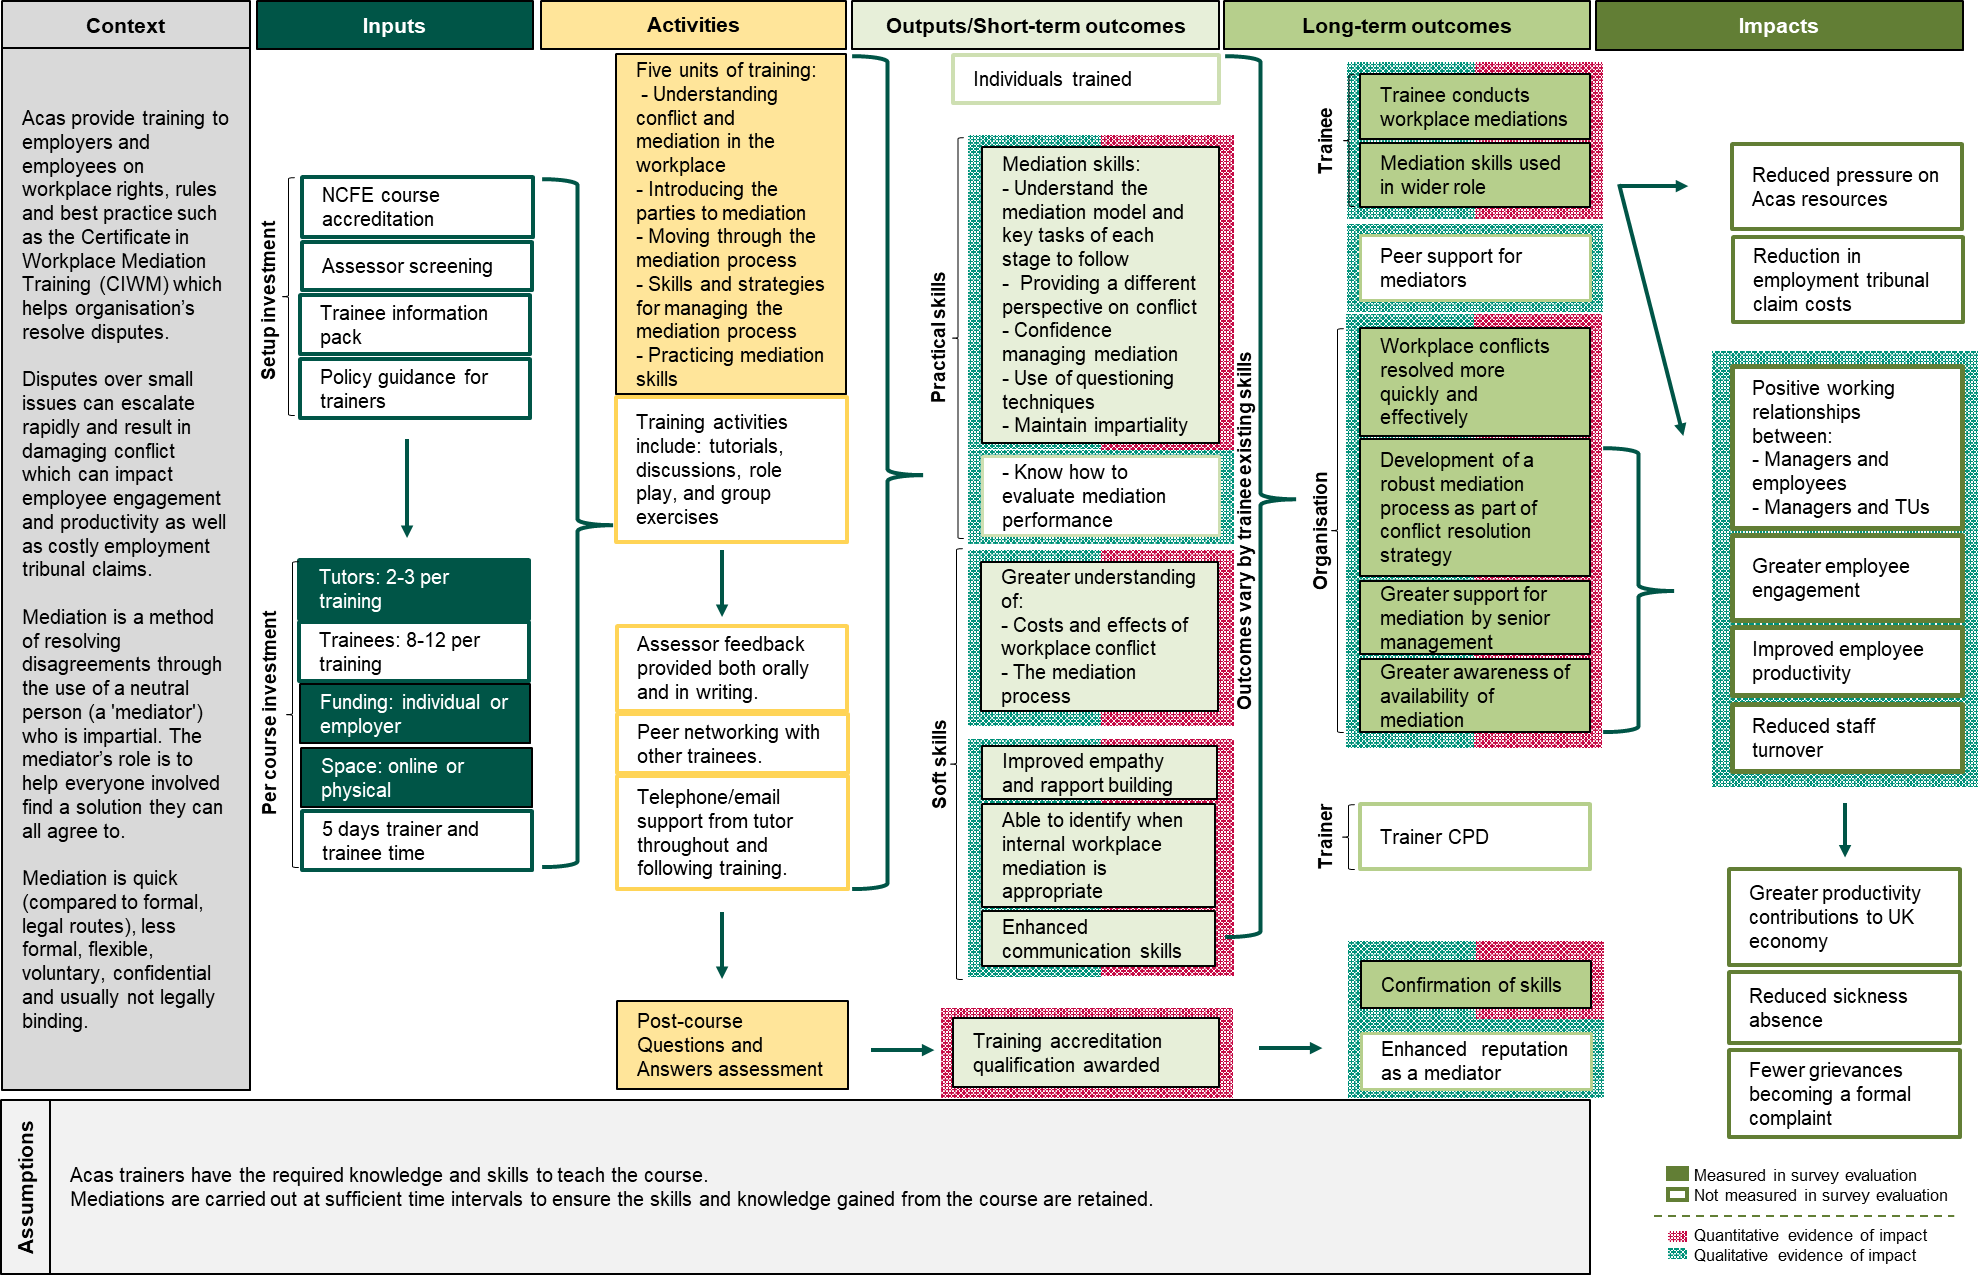 Context
Inputs
Activities
Outputs/Short-term outcomes
Long-term outcomes
Impacts
Acas provide training to
employers and
employees on
workplace rights, rules
and best practice such
as the Certificate in
Workplace Mediation
Training (CIWM) which
helps organisation's
resolve disputes.
Disputes over small
issues can escalate
rapidly and result in
damaging conflict
which can impact
employee engagement
and productivity as well
as costly employment
tribunal claims.
Mediation is a method
of resolving
disagreements through
the use of a neutral
person (a 'mediator')
who is impartial. The
mediator's role is to
help everyone involved
find a solution they can
all agree to.
Mediation is quick
(compared to formal,
legal routes), less
formal, flexible,
voluntary, confidential
and usually not legally
binding.
Setup investment
NCFE course
accreditation
Assessor screening
Trainee information
pack
Policy guidance for
trainers
Per course investment
Tutors: 2-3 per
training
Trainees: 8-12 per
training
Funding: individual or
employer
Space: online or
physical
5 days trainer and
trainee time
Five units of training:
- Understanding
conflict and
mediation in the
workplace
- Introducing the
parties to mediation
- Moving through the
mediation process
- Skills and strategies
for managing the
mediation process
- Practicing mediation
skills
Training activities
include: tutorials,
discussions, role
play, and group
exercises
Assessor feedback
provided both orally
and in writing.
Peer networking with
other trainees.
Telephone/email
support from tutor
throughout and
following training.
Post-course
Questions and
Answers assessment
Individuals trained
Practical skills
Mediation skills:
- Understand the
mediation model and
key tasks of each
stage to follow
- Providing a different
perspective on conflict
- Confidence
managing mediation
- Use of questioning
techniques
- Maintain impartiality
- Know how to
evaluate mediation
performance
Soft skills
Greater understanding
of:
- Costs and effects of
workplace conflict
- The mediation
process
Improved empathy
and rapport building
Able to identify when
internal workplace
mediation is
appropriate
Enhanced
communication skills
Training accreditation
qualification awarded
Outcomes vary by trainee existing skills
Trainee
Trainee conducts
workplace mediations
Mediation skills used
in wider role
Peer support for
mediators
Organisation
Workplace conflicts
resolved more
quickly and
effectively
Development of a
robust mediation
process as part of
conflict resolution
strategy
Greater support for
mediation by senior
management
Greater awareness of
availability of
mediation
Trainer
Trainer CPD
Confirmation of skills
Enhanced reputation
as a mediator
Reduced pressure on
Acas resources
Reduction in
employment tribunal
claim costs
Positive working
relationships
between:
- Managers and
employees
- Managers and TUs
Greater employee
engagement
Improved employee
productivity
Reduced staff
turnover
Greater productivity
contributions to UK
economy
Reduced sickness
absence
Fewer grievances
becoming a formal
complaint
Assumptions
Acas trainers have the required knowledge and skills to teach the course.
Mediations are carried out at sufficient time intervals to ensure the skills and knowledge gained from the course are retained.
Measured in survey evaluation
Not measured in survey evaluation
Quantitative evidence of impact
Qualitative evidence of impact